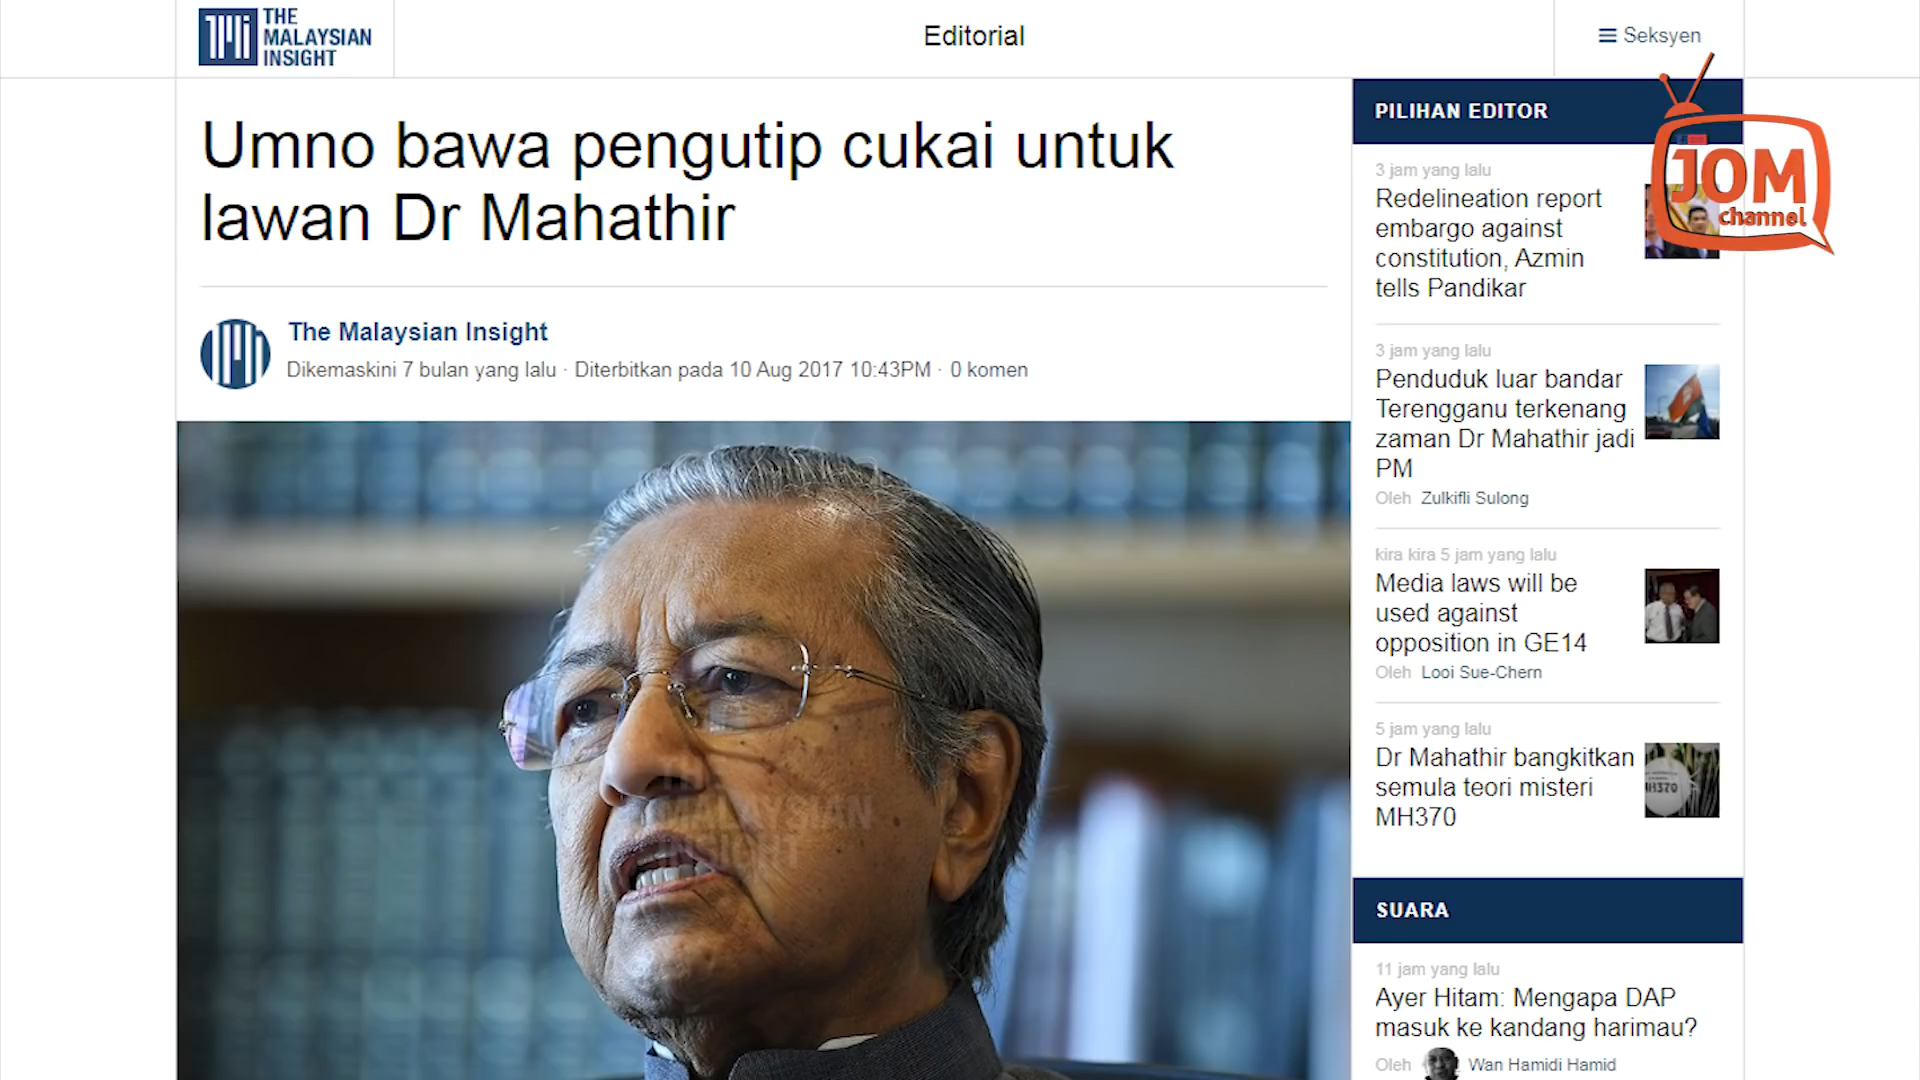 THE
MALAYSIAN
INSIGHT
Editorial
Seksyen
Umno bawa pengutip cukai untuk
lawan Dr Mahathir
The Malaysian Insight
Dikemaskini 7 bulan yang lalu · Diterbitkan pada 10 Aug 2017 10:43PM · 0 komen
MALAYSIAN
INSIGHT
PILIHAN EDITOR
JOM
channel
3 jam yang lalu
Redelineation report
embargo against
constitution, Azmin
tells Pandikar
3 jam yang lalu
Penduduk luar bandar
Terengganu terkenang
zaman Dr Mahathir jadi
PM
Oleh Zulkifli Sulong
kira kira 5 jam yang lalu
Media laws will be
used against
opposition in GE14
Oleh Looi Sue-Chern
5 jam yang lalu
Dr Mahathir bangkitkan
semula teori misteri
MH370
MH370
SUARA
11 jam yang lalu
Ayer Hitam: Mengapa DAP
masuk ke kandang harimau?
Oleh Wan Hamidi Hamid